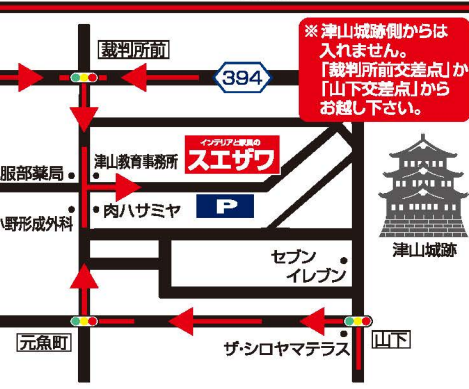 裁判所前
394
※ 津山城跡側からは
入れません。
「裁判所前交差点」か
「山下交差点」から
お越し下さい。
インテリアと家具の
スエザワ
津山教育事務所
服部薬局
P
肉ハサミヤ
小野形成外科
津山城跡
セブン
イレブン
元魚町
ザ・シロヤマテラス
山下